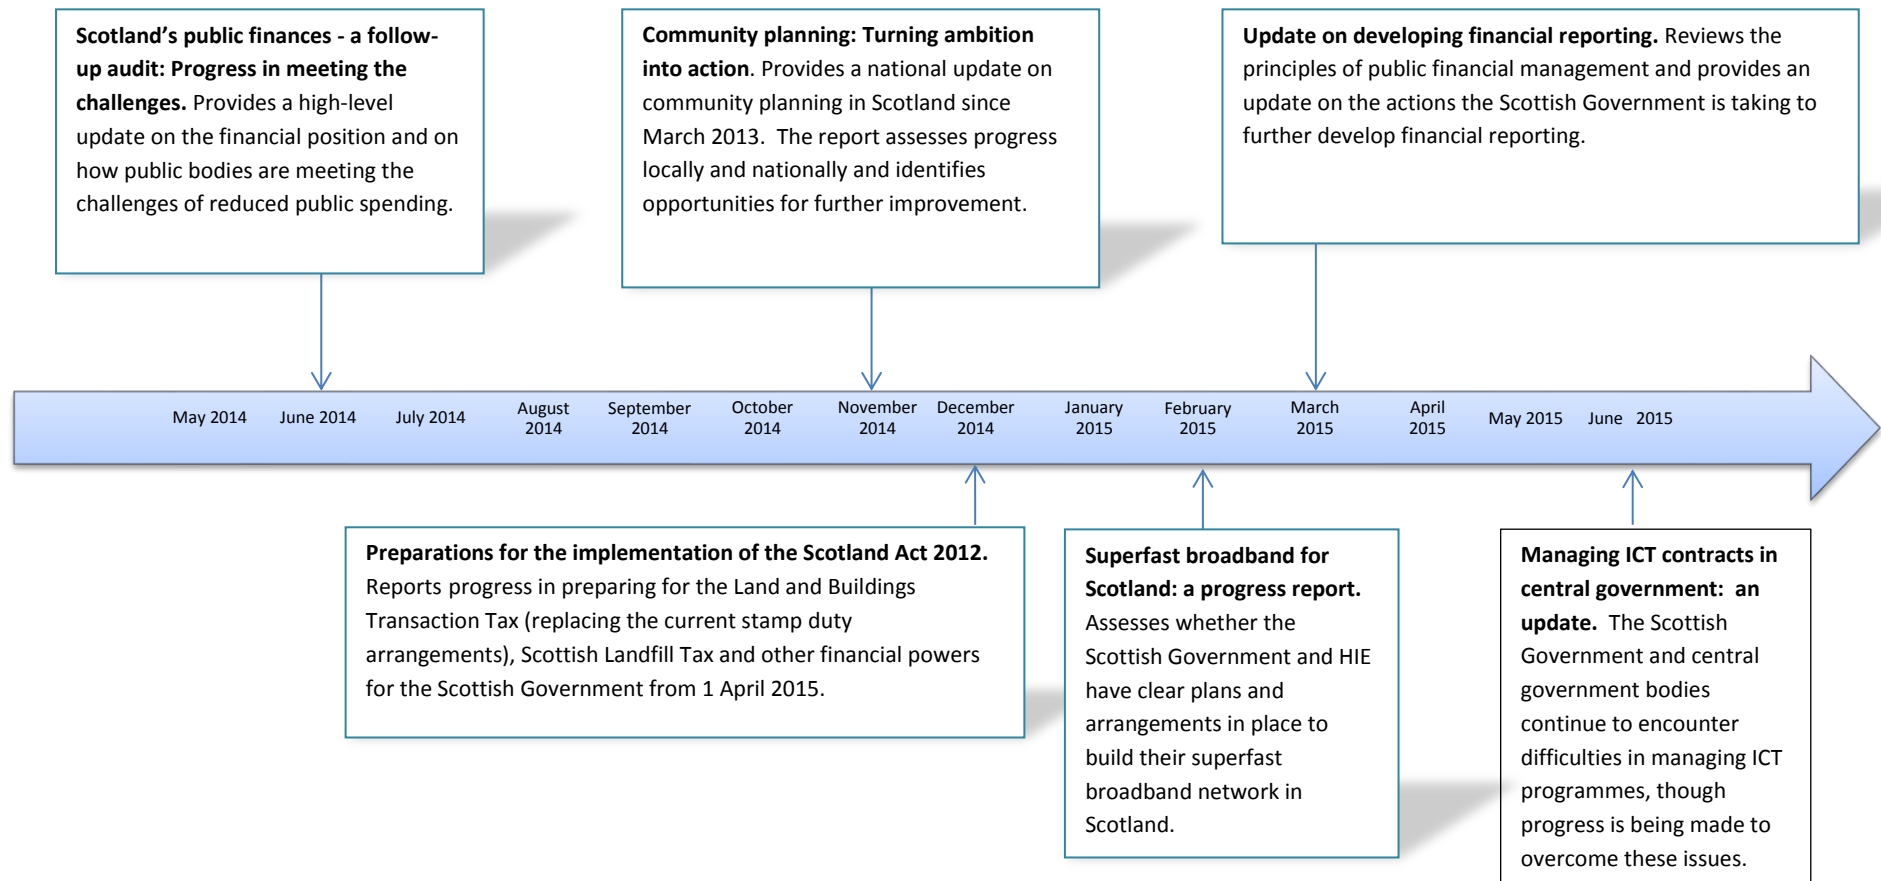 Scotland’s public finances - a follow-
up audit: Progress in meeting the
challenges. Provides a high-level
update on the financial position and on
how public bodies are meeting the
challenges of reduced public spending.
Community planning: Turning ambition
into action. Provides a national update on
community planning in Scotland since
March 2013.  The report assesses progress
locally and nationally and identifies
opportunities for further improvement.
Update on developing financial reporting. Reviews the
principles of public financial management and provides an
update on the actions the Scottish Government is taking to
further develop financial reporting.
May 2014
June 2014
July 2014
August
2014
September
2014
October
2014
November
2014
December
2014
January
2015
February
2015
March
2015
April
2015
May 2015
June   2015
Preparations for the implementation of the Scotland Act 2012.
Reports progress in preparing for the Land and Buildings
Transaction Tax (replacing the current stamp duty
arrangements), Scottish Landfill Tax and other financial powers
for the Scottish Government from 1 April 2015.
Superfast broadband for
Scotland: a progress report.
Assesses whether the
Scottish Government and HIE
have clear plans and
arrangements in place to
build their superfast
broadband network in
Scotland.
Managing ICT contracts in
central government:  an
update.  The Scottish
Government and central
government bodies
continue to encounter
difficulties in managing ICT
programmes, though
progress is being made to
overcome these issues.